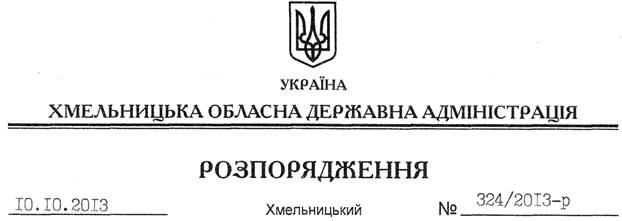 УКРАЇНА
ХМЕЛЬНИЦЬКА ОБЛАСНА ДЕРЖАВНА АДМІНІСТРАЦІЯ
РОЗПОРЯДЖЕННЯ
10.10.2013 Хмельницький № 324/2013-р